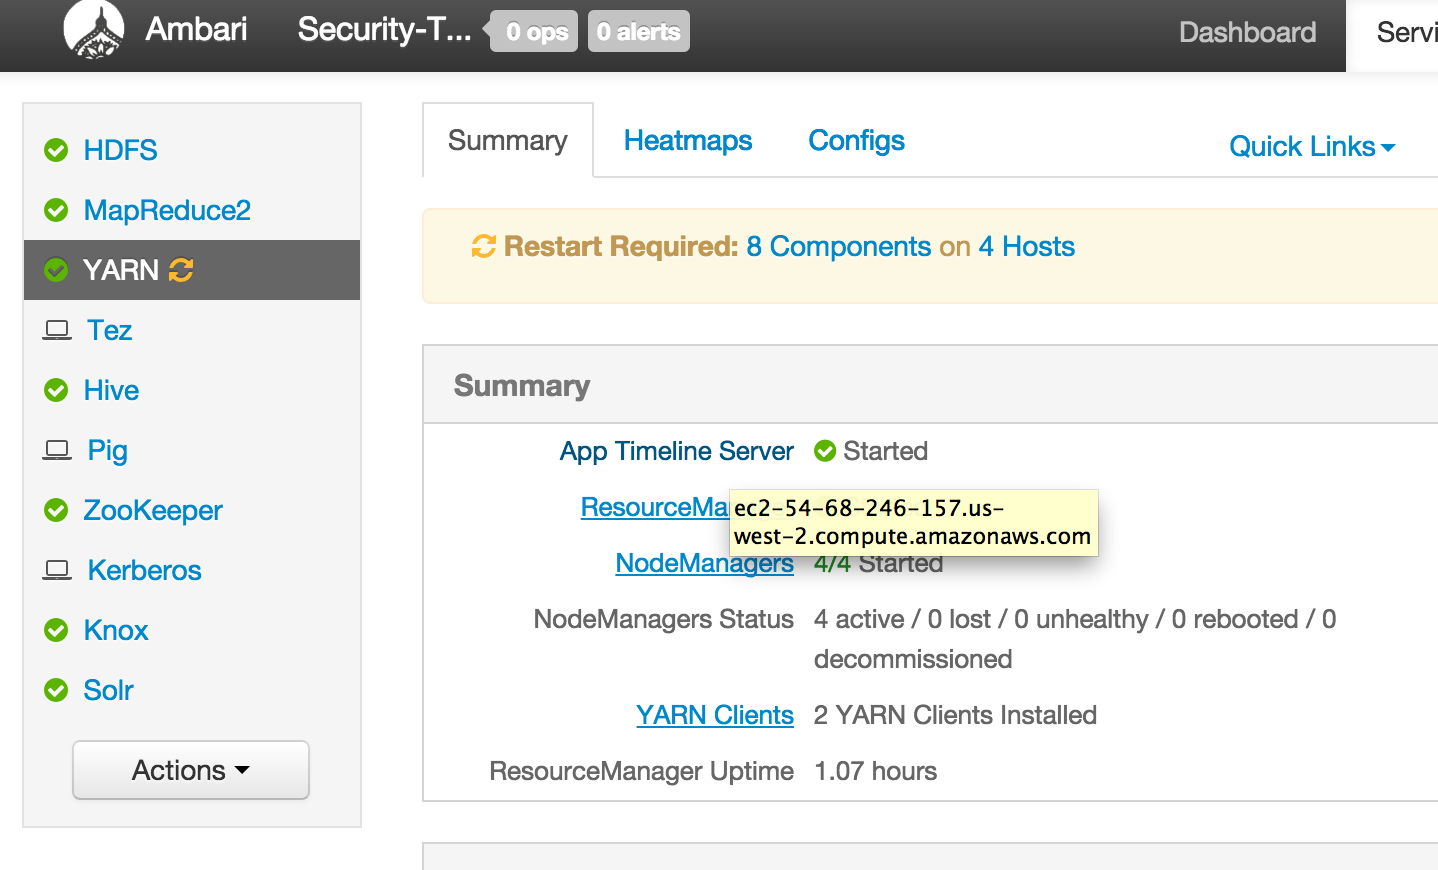 Ambari Security-T... 0 ops 0 alerts Dashboard Servi
Summary Heatmaps Configs Quick Links
HDFS
MapReduce2
YARN
Tez
Hive
Pig
ZooKeeper
Kerberos
Knox
Solr
Actions
Restart Required: 8 Components on 4 Hosts
Summary
App Timeline Server Started
ResourceMa
ec2-54-68-246-157.us-
west-2.compute.amazonaws.com
NodeManagers 4/4 Started
NodeManagers Status 4 active / 0 lost / 0 unhealthy / 0 rebooted / 0
decommissioned
YARN Clients 2 YARN Clients Installed
ResourceManager Uptime 1.07 hours